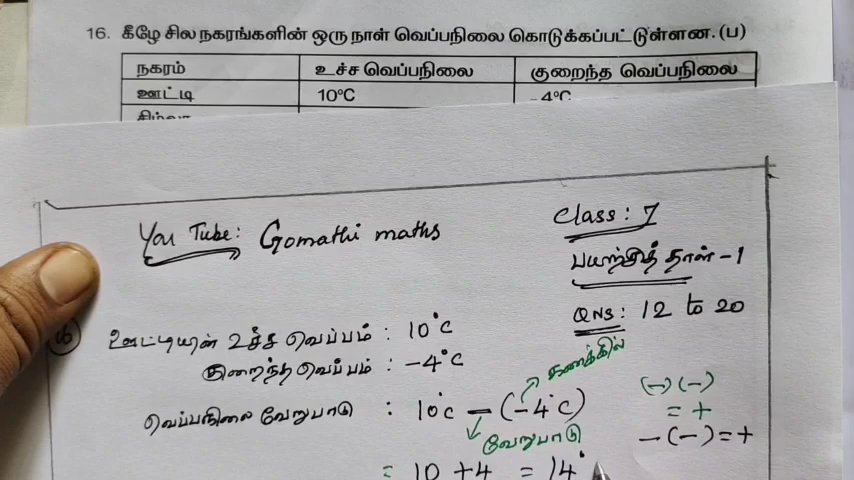 16. கீழே சில நகரங்களின் ஒரு நாள் வெப்பநிலை கொடுக்கப்பட்டுள்ளன. (ப)
நகரம் உச்ச வெப்பநிலை குறைந்த வெப்பநிலை
ஊட்டி 10°C -4°C
சிம்லா
You Tube: Gomathi maths
Class: 7
பயிற்சித் தாள் -1
QNS: 12 to 20
16 ஊட்டியின் உச்ச வெப்பம் : 10°C
குறைந்த வெப்பம் : -4°C
கணக்கில்
வெப்பநிலை வேறுபாடு : 10°C - (-4°C)
வேறுபாடு
(-) (-)
= +
- (-) = +
= 10 + 4 = 14°